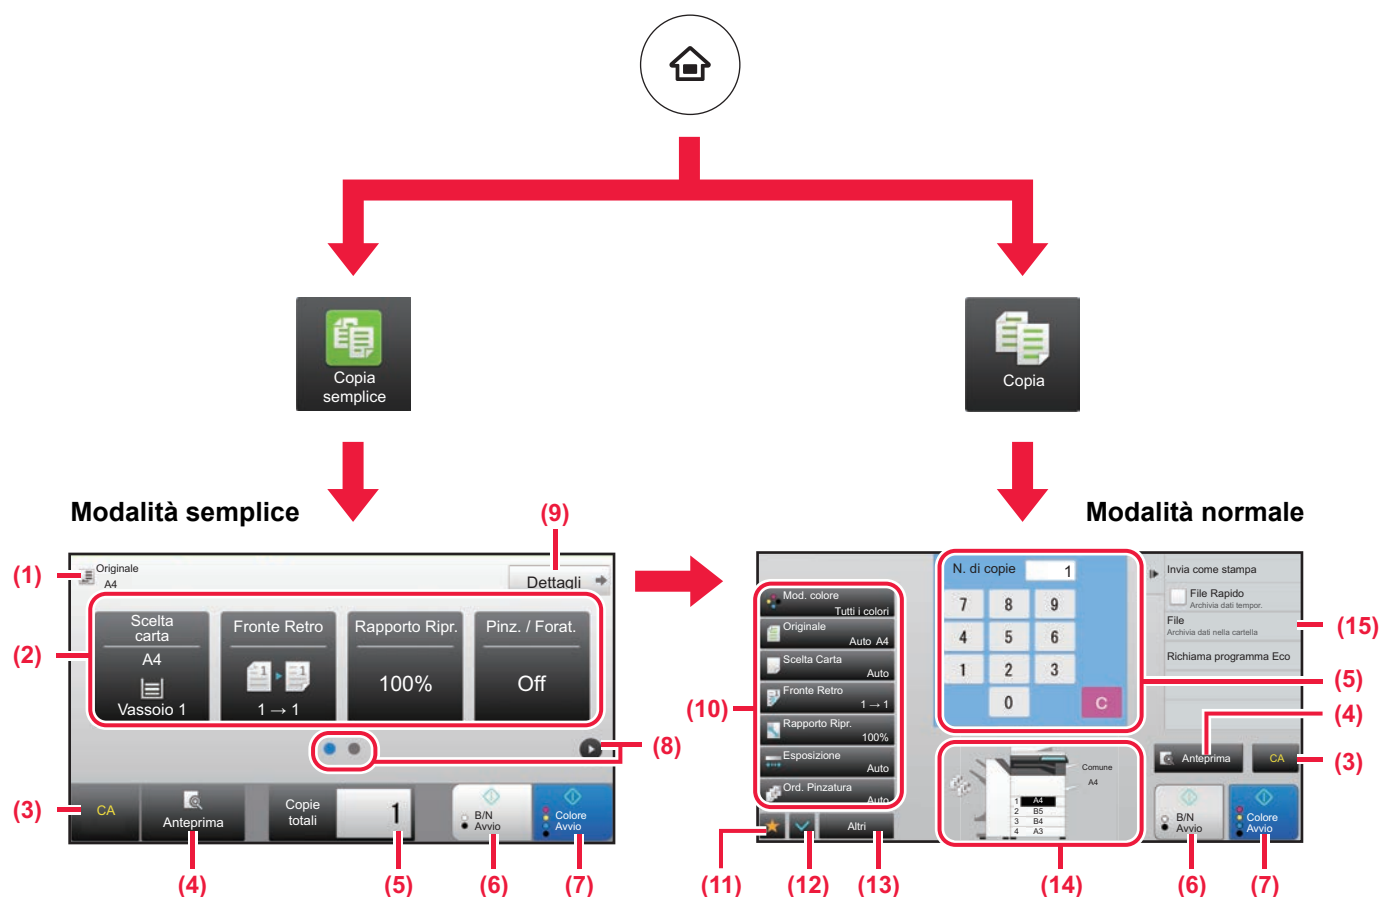 Copia
semplice
Copia
Modalità semplice
(9)
Modalità normale
(1)
Originale
A4
Dettagli
(2)
Scelta
carta
A4
Vassoio 1
Fronte Retro
1
1
1 → 1
Rapporto Ripr.
100%
Pinz. / Forat.
Off
(8)
(3)
CA
Anteprima
Copie
totali
1
B/N
Avvio
Colore
Avvio
(4)
(5)
(6)
(7)
(10)
Mod. colore
Tutti i colori
Originale
Auto A4
Scelta Carta
Auto
Fronte Retro
1 → 1
Rapporto Ripr.
100%
Esposizione
Auto
Ord. Pinzatura
Auto
Altri
N. di copie
1
7 8 9
4 5 6
1 2 3
0
C
Comune
A4
1 A4
2 B5
3 B4
4 A3
Invia come stampa
File Rapido
Archivia dati tempor.
File
Archivia dati nella cartella
Richiama programma Eco
(15)
(5)
(4)
Anteprima
CA
(3)
B/N
Avvio
Colore
Avvio
(11)
(12)
(13)
(14)
(6)
(7)